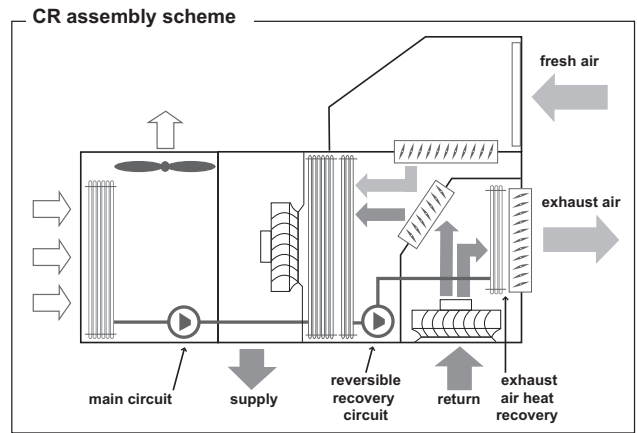 CR assembly scheme
fresh air
exhaust air
main circuit
supply
reversible
recovery
circuit
return
exhaust
air heat
recovery